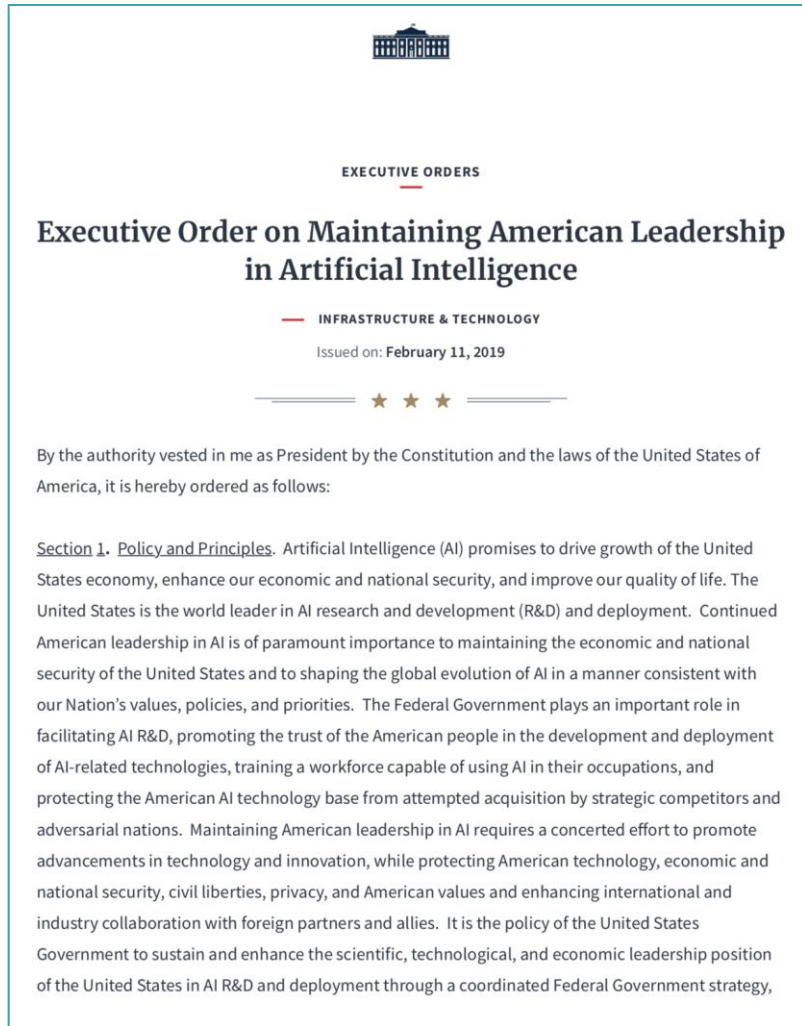 EXECUTIVE ORDERS
Executive Order on Maintaining American Leadership
in Artificial Intelligence
INFRASTRUCTURE & TECHNOLOGY
Issued on: February 11, 2019
By the authority vested in me as President by the Constitution and the laws of the United States of
America, it is hereby ordered as follows:
Section 1. Policy and Principles. Artificial Intelligence (AI) promises to drive growth of the United
States economy, enhance our economic and national security, and improve our quality of life. The
United States is the world leader in AI research and development (R&D) and deployment. Continued
American leadership in AI is of paramount importance to maintaining the economic and national
security of the United States and to shaping the global evolution of AI in a manner consistent with
our Nation’s values, policies, and priorities. The Federal Government plays an important role in
facilitating AI R&D, promoting the trust of the American people in the development and deployment
of AI-related technologies, training a workforce capable of using AI in their occupations, and
protecting the American AI technology base from attempted acquisition by strategic competitors and
adversarial nations. Maintaining American leadership in AI requires a concerted effort to promote
advancements in technology and innovation, while protecting American technology, economic and
national security, civil liberties, privacy, and American values and enhancing international and
industry collaboration with foreign partners and allies. It is the policy of the United States
Government to sustain and enhance the scientific, technological, and economic leadership position
of the United States in AI R&D and deployment through a coordinated Federal Government strategy,